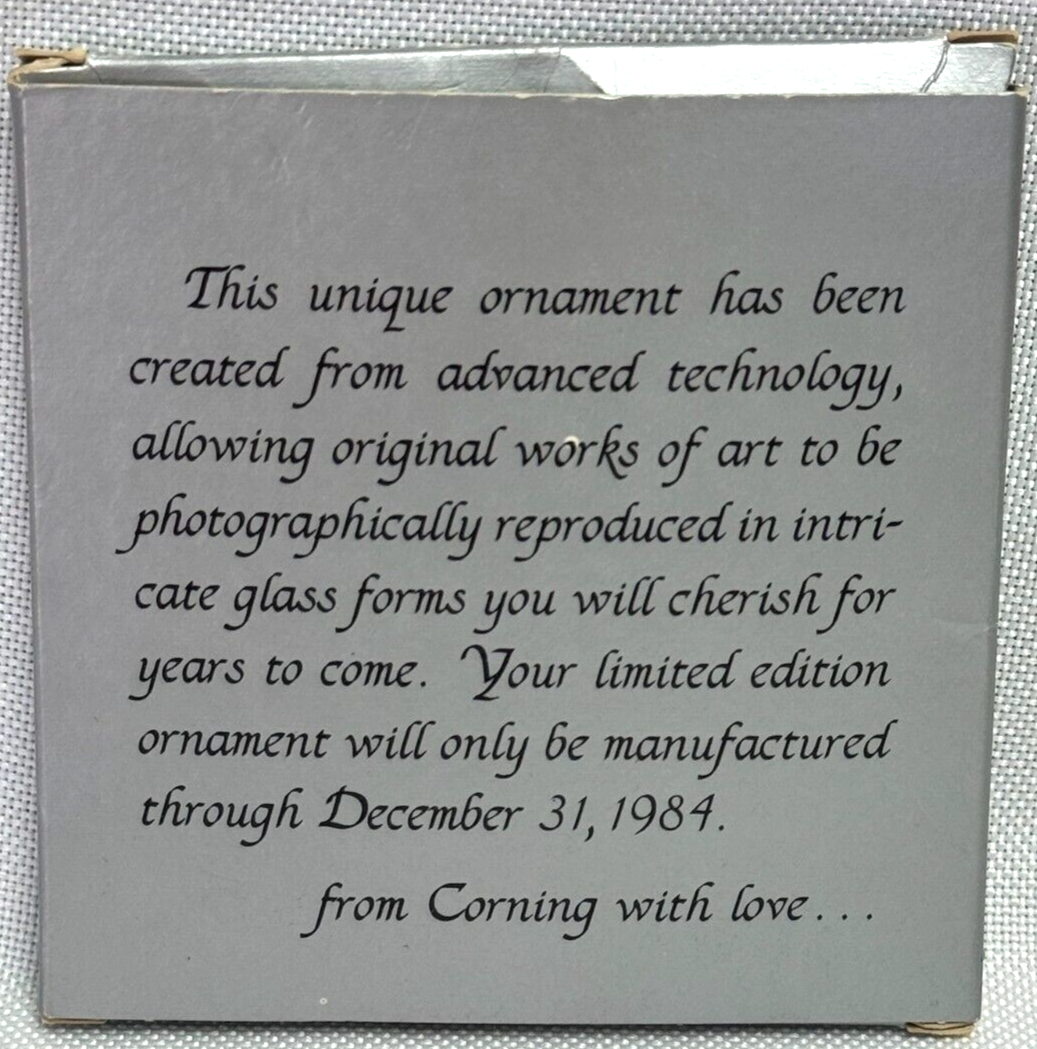 This unique ornament has been
created from advanced technology,
allowing original works of art to be
photographically reproduced in intri-
cate glass forms you will cherish for
years to come. Your limited edition
ornament will only be manufactured
through December 31, 1984.
from Corning with love...